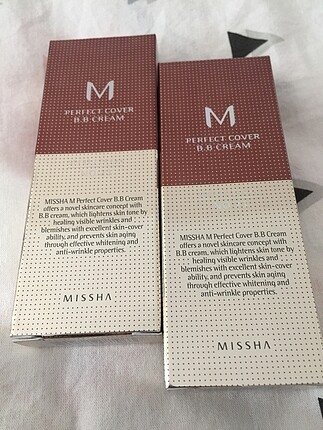 M
PERFECT COVER
B.B CREAM
MISSHA M Perfect Cover B.B Cream
offers a novel skincare concept with
B.B cream, which lightens skin tone by
healing visible wrinkles and
blemishes with excellent skin-cover
ability, and prevents skin aging
through effective whitening and
anti-wrinkle properties.
MISSHA
M
PERFECT COVER
B.B CREAM
MISSHA M Perfect Cover B.B Cream
offers a novel skincare concept with
B.B cream, which lightens skin tone by
healing visible wrinkles and
blemishes with excellent skin-cover
ability, and prevents skin aging
through effective whitening and
anti-wrinkle properties.
MISSHA